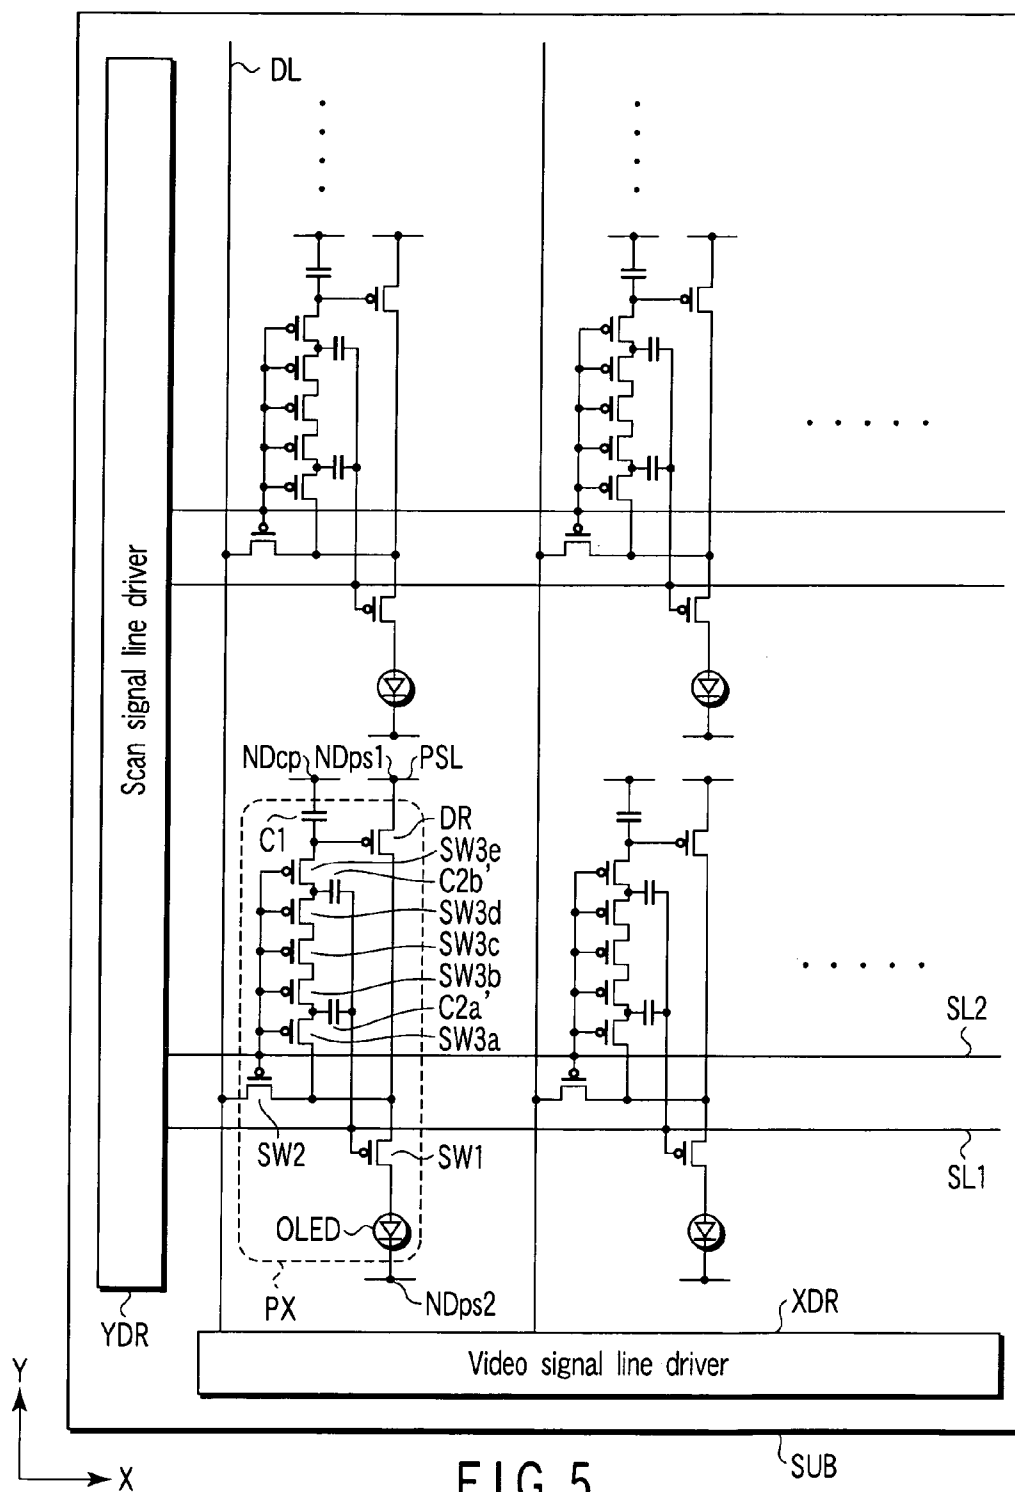 DL
Scan signal line driver
NDcp
NDps1
PSL
C1
DR
SW3e
C2b'
SW3d
SW3c
SW3b
C2a'
SW3a
SL2
SW2
SW1
SL1
OLED
PX
NDps2
YDR
XDR
Video signal line driver
Y
X
SUB
FIG. 5